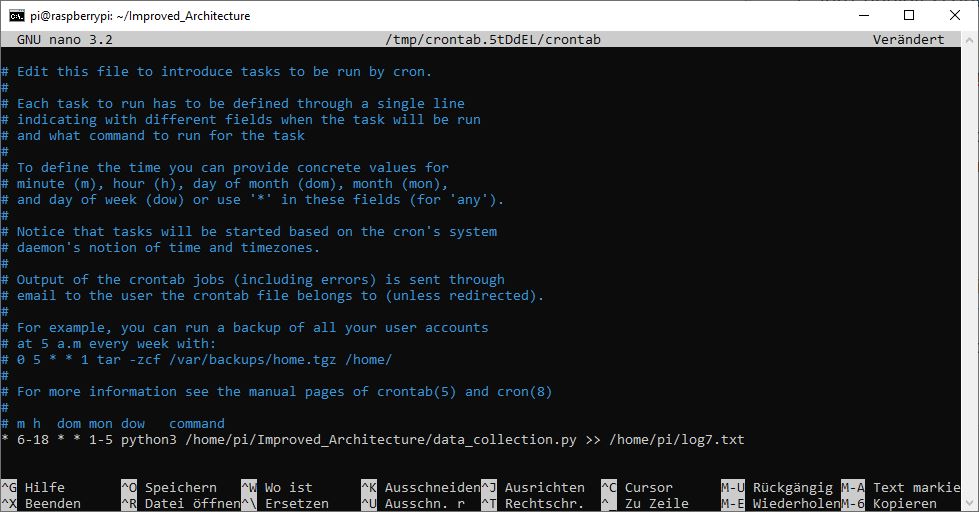 pi@raspberrypi: ~/Improved_Architecture
GNU nano 3.2 /tmp/crontab.5tDdEL/crontab Verändert
# Edit this file to introduce tasks to be run by cron.
#
# Each task to run has to be defined through a single line
# indicating with different fields when the task will be run
# and what command to run for the task
#
# To define the time you can provide concrete values for
# minute (m), hour (h), day of month (dom), month (mon),
# and day of week (dow) or use '*' in these fields (for 'any').
#
# Notice that tasks will be started based on the cron's system
# daemon's notion of time and timezones.
#
# Output of the crontab jobs (including errors) is sent through
# email to the user the crontab file belongs to (unless redirected).
#
# For example, you can run a backup of all your user accounts
# at 5 a.m every week with:
# 0 5 * * 1 tar -zcf /var/backups/home.tgz /home/
#
# For more information see the manual pages of crontab(5) and cron(8)
#
# m h  dom mon dow   command
* 6-18 * * 1-5 python3 /home/pi/Improved_Architecture/data_collection.py >> /home/pi/log7.txt
^G Hilfe ^O Speichern ^W Wo ist ^K Ausschneiden ^J Ausrichten ^C Cursor M-U Rückgängig M-A Text markie
^X Beenden ^R Datei öffnen ^\ Ersetzen ^U Ausschn. r ^T Rechtschr. ^_ Zu Zeile M-E Wiederholen M-6 Kopieren